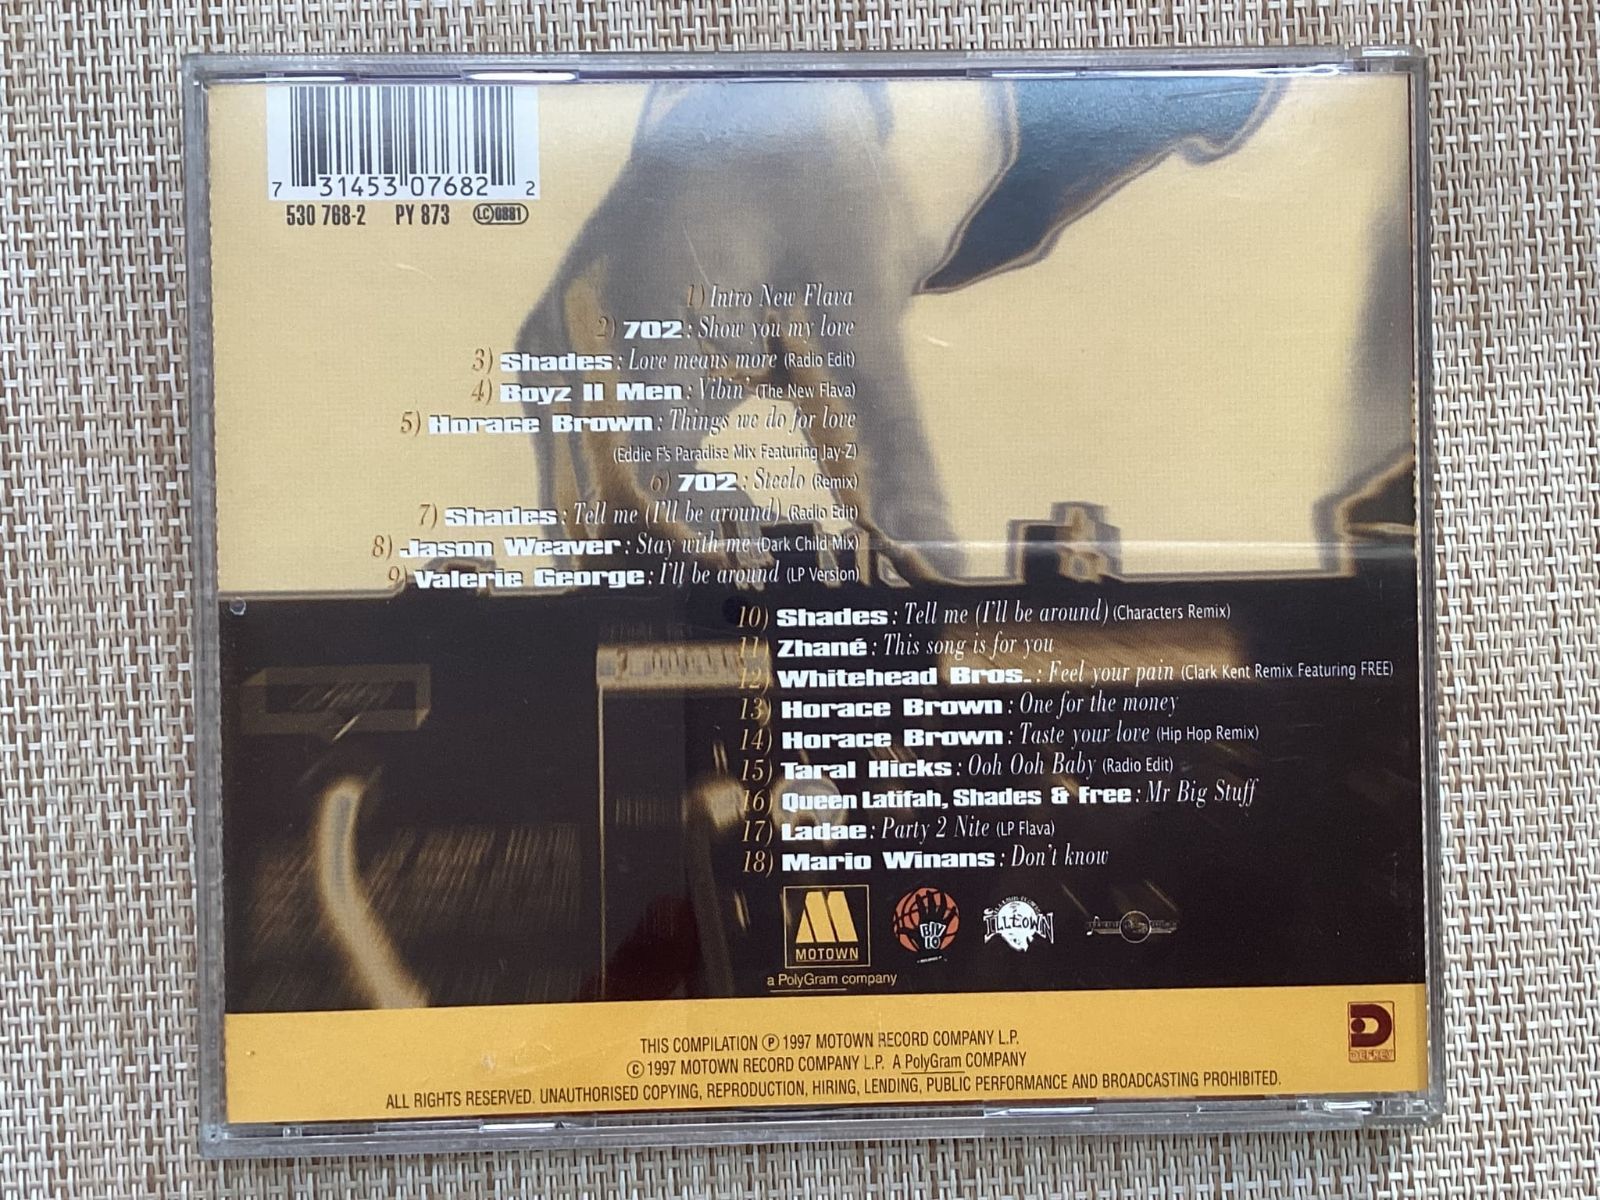 7 31453 07682 2
530 768-2 PY 873 LC 0881
1) Intro New Flava
2) 702 : Show you my love
3) Shades : Love means more (Radio Edit)
4) Boyz II Men : Vibin' (The New Flava)
5) Horace Brown : Things we do for love
(Eddie F's Paradise Mix Featuring Jay-Z)
6) 702 : Steelo (Remix)
7) Shades : Tell me (I'll be around) (Radio Edit)
8) Jason Weaver : Stay with me (Dark Child Mix)
9) Valerie George : I'll be around (LP Version)
10) Shades : Tell me (I'll be around) (Characters Remix)
11) Zhané : This song is for you
12) Whitehead Bros. : Feel your pain (Clark Kent Remix Featuring FREE)
13) Horace Brown : One for the money
14) Horace Brown : Taste your love (Hip Hop Remix)
15) Taral Hicks : Ooh Ooh Baby (Radio Edit)
16) Queen Latifah, Shades & Free : Mr Big Stuff
17) Ladae : Party 2 Nite (LP Flava)
18) Mario Winans : Don't know
M MOTOWN
BIV 10
ILLTOWN
a PolyGram company
THIS COMPILATION ℗ 1997 MOTOWN RECORD COMPANY L.P.
© 1997 MOTOWN RECORD COMPANY L.P. A PolyGram COMPANY
ALL RIGHTS RESERVED. UNAUTHORISED COPYING, REPRODUCTION, HIRING, LENDING, PUBLIC PERFORMANCE AND BROADCASTING PROHIBITED.